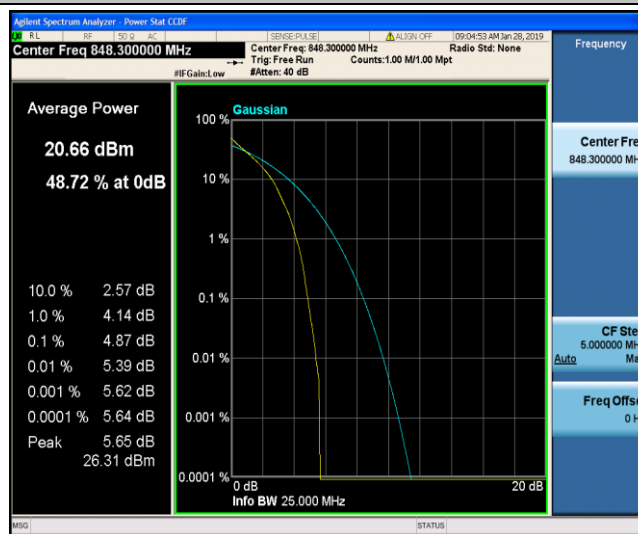 Agilent Spectrum Analyzer - Power Stat CCDF
RL RF 50 Ω AC SENSE:PULSE ALIGN OFF 09:04:53 AM Jan 28, 2019
Center Freq 848.300000 MHz
Center Freq: 848.300000 MHz Radio Std: None
Trig: Free Run Counts:1.00 M/1.00 Mpt
#IFGain:Low #Atten: 40 dB
Frequency
Average Power
20.66 dBm
48.72 % at 0dB
10.0 % 2.57 dB
1.0 % 4.14 dB
0.1 % 4.87 dB
0.01 % 5.39 dB
0.001 % 5.62 dB
0.0001 % 5.64 dB
Peak 5.65 dB
26.31 dBm
Gaussian
100 %
10 %
1 %
0.1 %
0.01 %
0.001 %
0.0001 %
0 dB 20 dB
Info BW 25.000 MHz
Center Fre
848.300000 MH
CF Ste
5.000000 MH
Auto Ma
Freq Offse
0 H
MSG STATUS